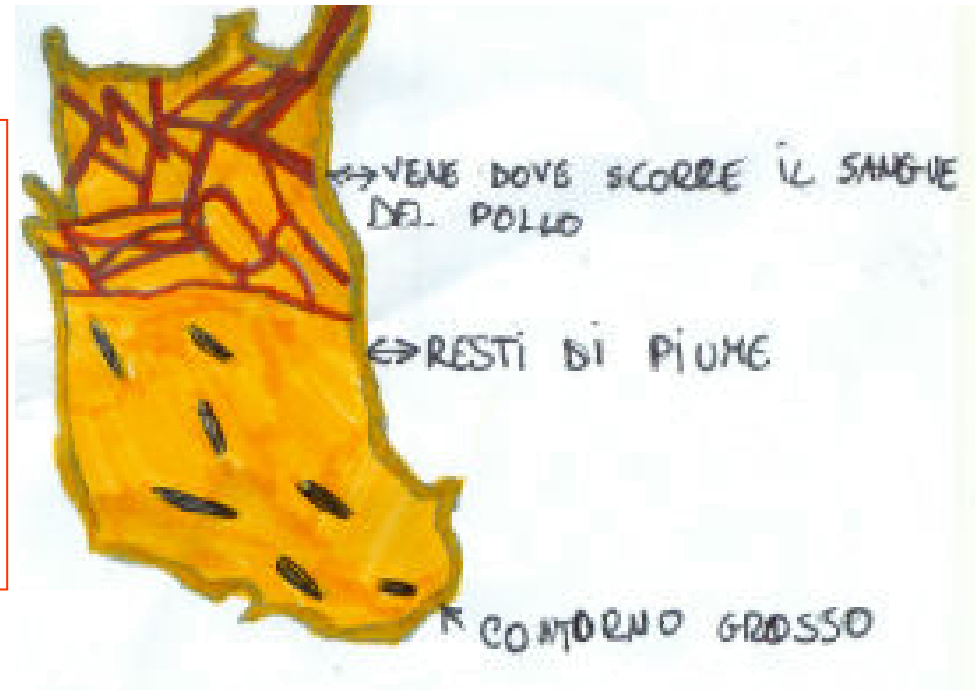 VENE DOVE SCORRE IL SANGUE
DEL POLLO
RESTI DI PIUME
CONTORNO GROSSO